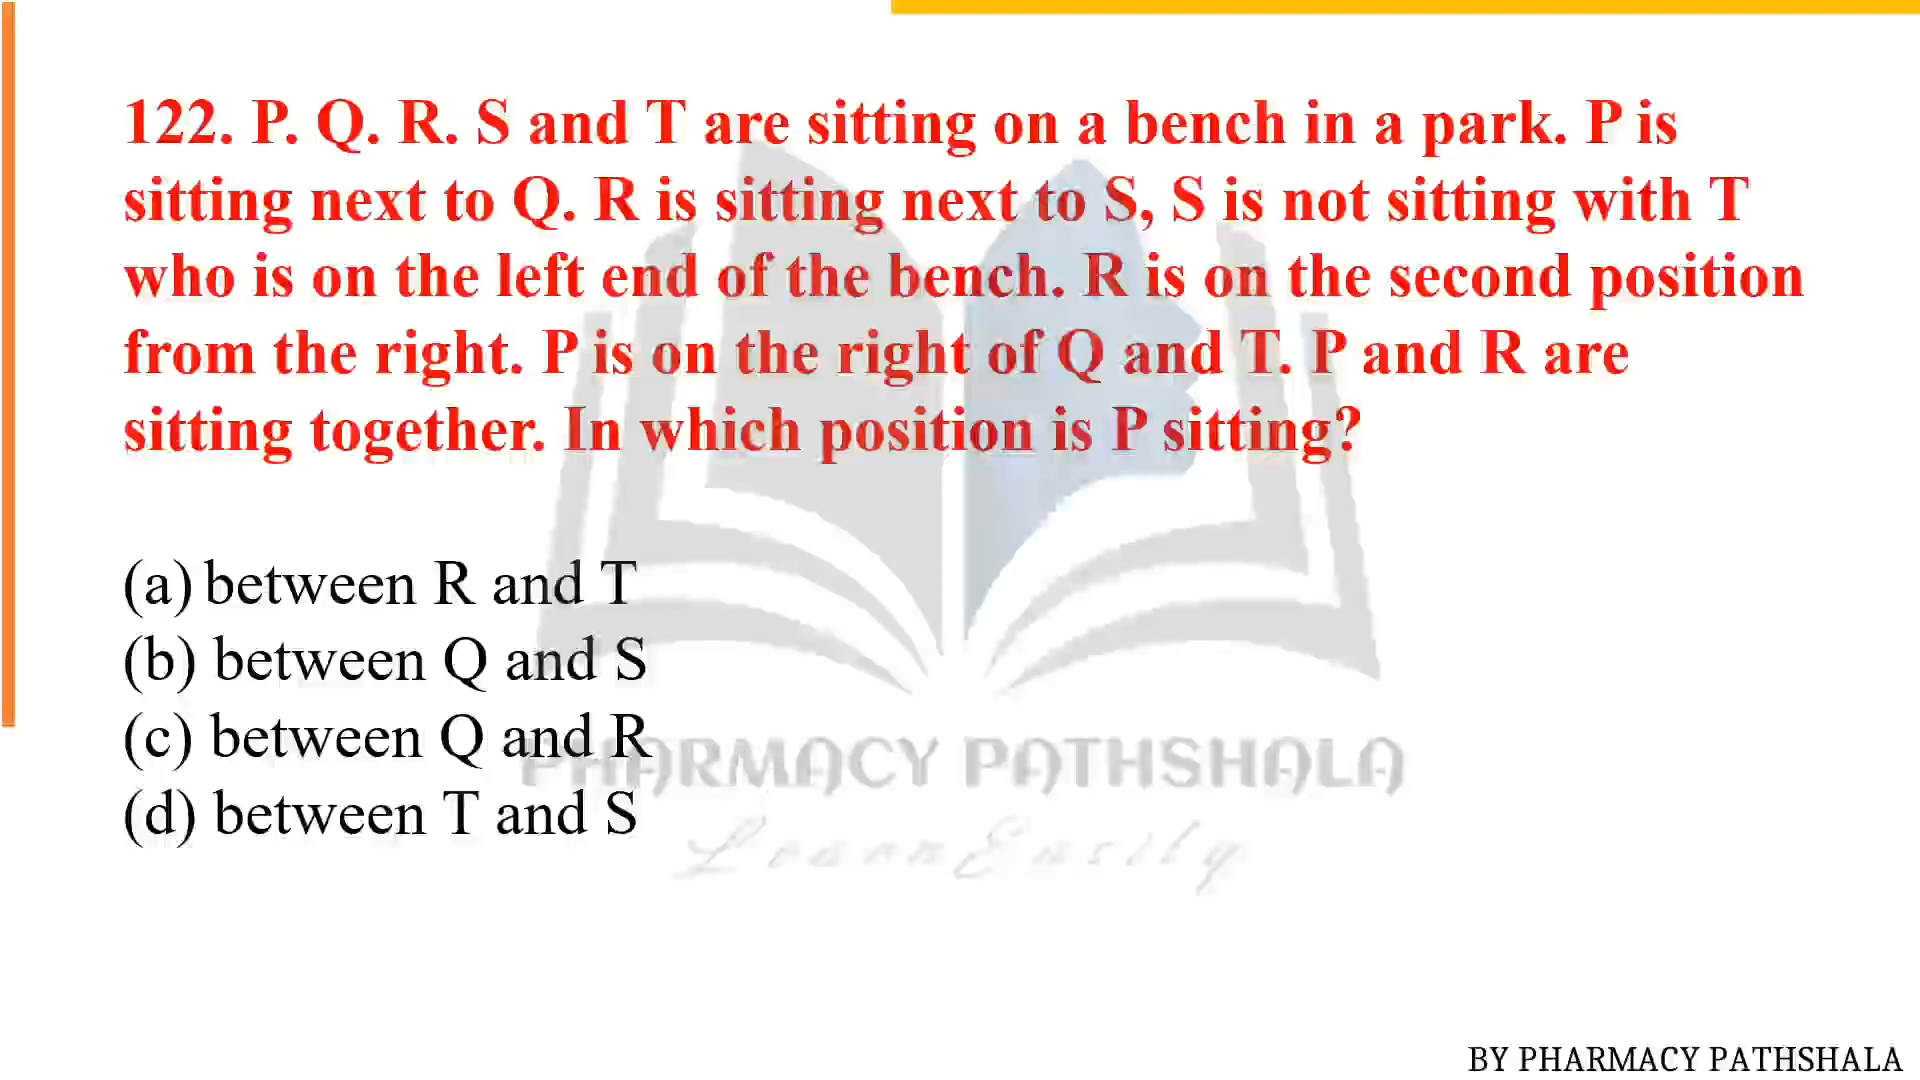 122. P. Q. R. S and T are sitting on a bench in a park. P is
sitting next to Q. R is sitting next to S, S is not sitting with T
who is on the left end of the bench. R is on the second position
from the right. P is on the right of Q and T. P and R are
sitting together. In which position is P sitting?
(a) between R and T
(b) between Q and S
(c) between Q and R
(d) between T and S
PHARMACY PATHSHALA
Learn Easily
BY PHARMACY PATHSHALA